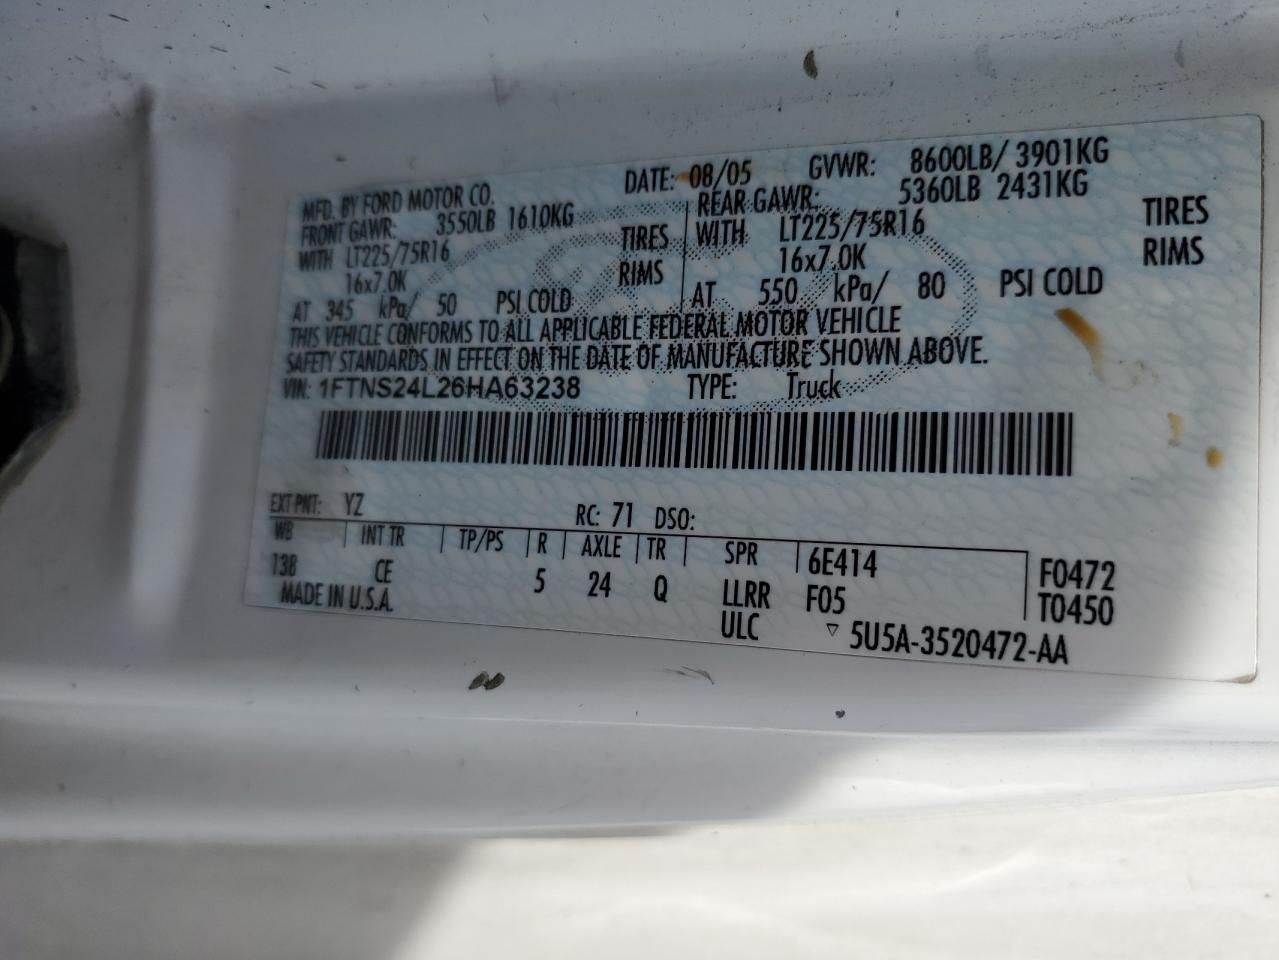 MFD. BY FORD MOTOR CO.
DATE: 08/05 GVWR: 8600LB/ 3901KG
FRONT GAWR: 3550LB 1610KG REAR GAWR: 5360LB 2431KG
WITH LT225/75R16 TIRES WITH LT225/75R16 TIRES
16x7.0K RIMS 16x7.0K RIMS
AT 345 kPa/ 50 PSI COLD AT 550 kPa/ 80 PSI COLD
THIS VEHICLE CONFORMS TO ALL APPLICABLE FEDERAL MOTOR VEHICLE
SAFETY STANDARDS IN EFFECT ON THE DATE OF MANUFACTURE SHOWN ABOVE.
VIN: 1FTNS24L26HA63238 TYPE: Truck
EXT PNT: YZ RC: 71 DSO:
WB INT TR TP/PS R AXLE TR SPR 6E414 F0472
138 CE 5 24 Q LLRR F05 T0450
MADE IN U.S.A. ULC ▽ 5U5A-3520472-AA